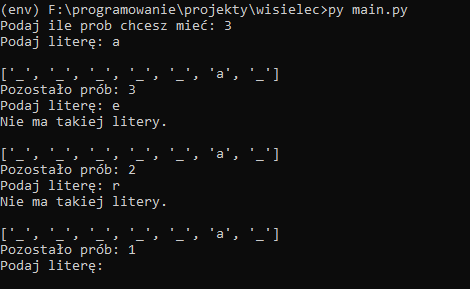 (env) F:\programowanie\projekty\wisielec>py main.py
Podaj ile prob chcesz mieć: 3
Podaj literę: a
['_', '_', '_', '_', '_', 'a', '_']
Pozostało prób: 3
Podaj literę: e
Nie ma takiej litery.
['_', '_', '_', '_', '_', 'a', '_']
Pozostało prób: 2
Podaj literę: r
Nie ma takiej litery.
['_', '_', '_', '_', '_', 'a', '_']
Pozostało prób: 1
Podaj literę: